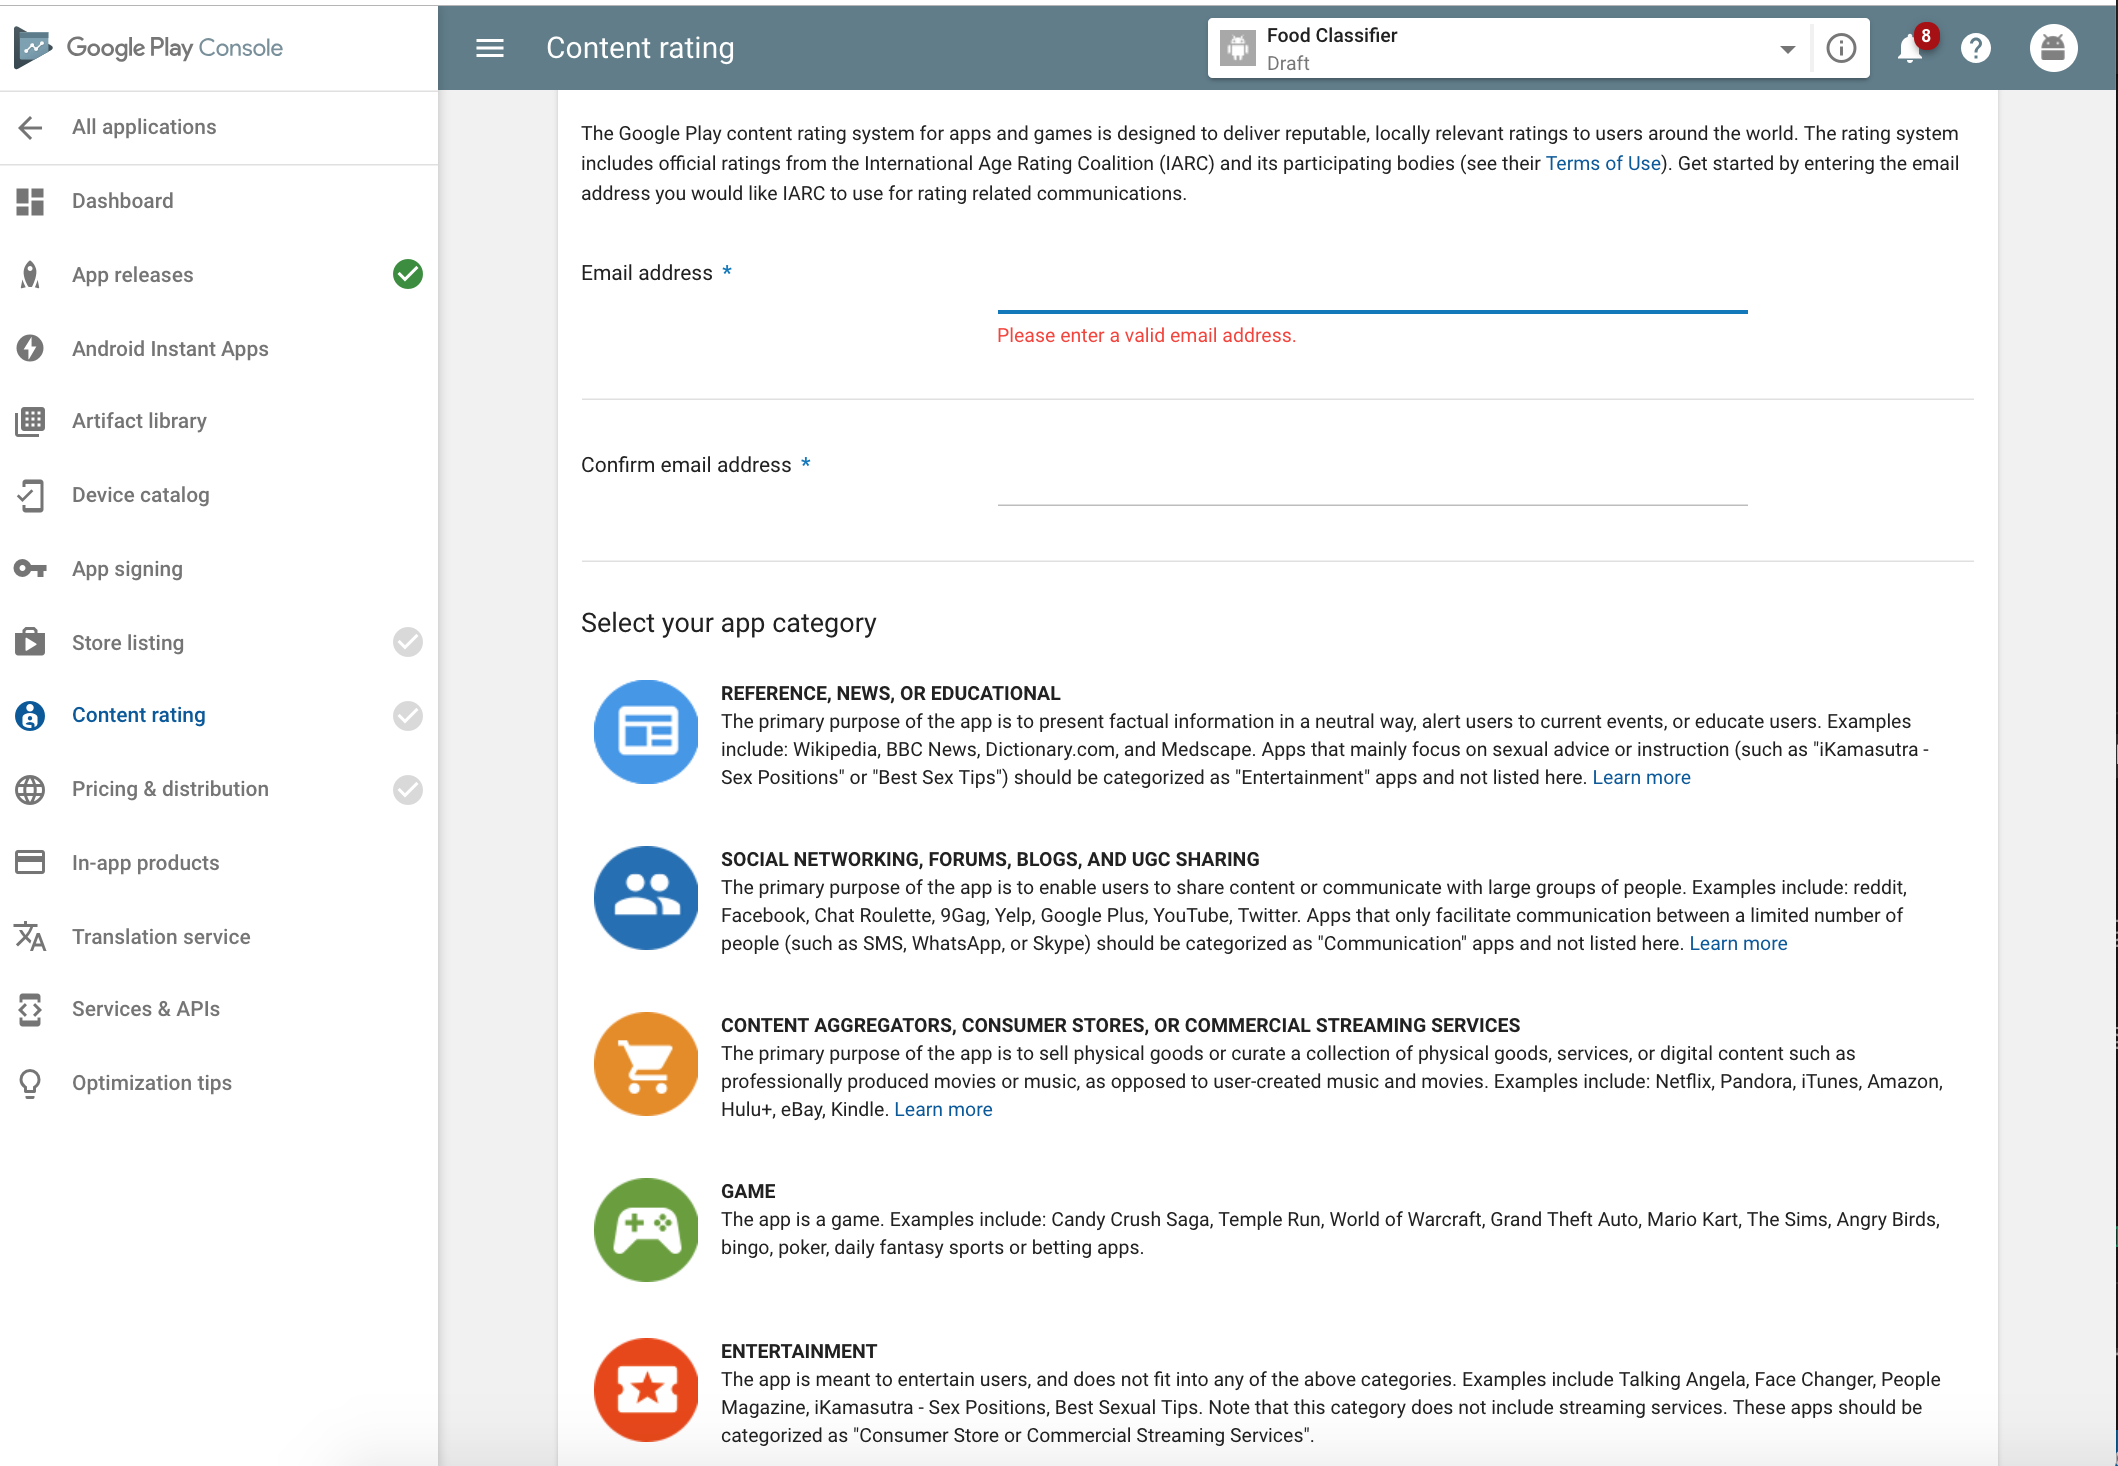 Google Play Console
Content rating
Food Classifier
Draft
8
All applications
Dashboard
App releases
Android Instant Apps
Artifact library
Device catalog
App signing
Store listing
Content rating
Pricing & distribution
In-app products
Translation service
Services & APIs
Optimization tips
The Google Play content rating system for apps and games is designed to deliver reputable, locally relevant ratings to users around the world. The rating system
includes official ratings from the International Age Rating Coalition (IARC) and its participating bodies (see their Terms of Use). Get started by entering the email
address you would like IARC to use for rating related communications.
Email address *
Please enter a valid email address.
Confirm email address *
Select your app category
REFERENCE, NEWS, OR EDUCATIONAL
The primary purpose of the app is to present factual information in a neutral way, alert users to current events, or educate users. Examples
include: Wikipedia, BBC News, Dictionary.com, and Medscape. Apps that mainly focus on sexual advice or instruction (such as "iKamasutra -
Sex Positions" or "Best Sex Tips") should be categorized as "Entertainment" apps and not listed here. Learn more
SOCIAL NETWORKING, FORUMS, BLOGS, AND UGC SHARING
The primary purpose of the app is to enable users to share content or communicate with large groups of people. Examples include: reddit,
Facebook, Chat Roulette, 9Gag, Yelp, Google Plus, YouTube, Twitter. Apps that only facilitate communication between a limited number of
people (such as SMS, WhatsApp, or Skype) should be categorized as "Communication" apps and not listed here. Learn more
CONTENT AGGREGATORS, CONSUMER STORES, OR COMMERCIAL STREAMING SERVICES
The primary purpose of the app is to sell physical goods or curate a collection of physical goods, services, or digital content such as
professionally produced movies or music, as opposed to user-created music and movies. Examples include: Netflix, Pandora, iTunes, Amazon,
Hulu+, eBay, Kindle. Learn more
GAME
The app is a game. Examples include: Candy Crush Saga, Temple Run, World of Warcraft, Grand Theft Auto, Mario Kart, The Sims, Angry Birds,
bingo, poker, daily fantasy sports or betting apps.
ENTERTAINMENT
The app is meant to entertain users, and does not fit into any of the above categories. Examples include Talking Angela, Face Changer, People
Magazine, iKamasutra - Sex Positions, Best Sexual Tips. Note that this category does not include streaming services. These apps should be
categorized as "Consumer Store or Commercial Streaming Services".